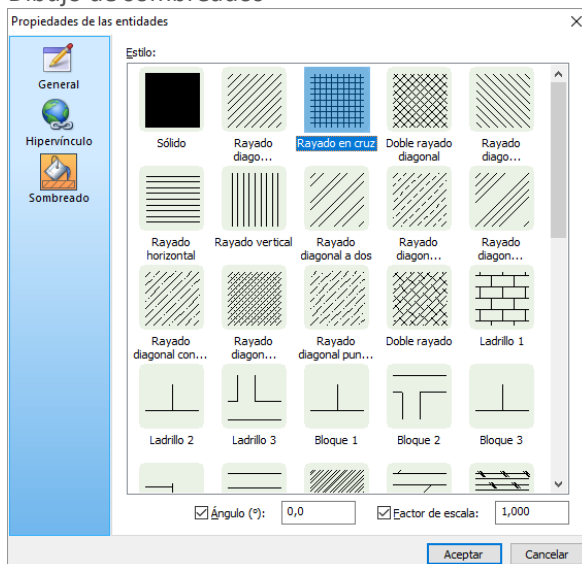 Dibujo de sombreados
Propiedades de las entidades
General
Hipervínculo
Sombreado
Estilo:
Sólido
Rayado
diago...
Rayado en cruz
Doble rayado
diagonal
Rayado
diago...
Rayado
horizontal
Rayado vertical
Rayado
diagonal a dos
Rayado
diagon...
Rayado
diagon...
Rayado
diagonal con...
Rayado
diagon...
Rayado
diagonal pun...
Doble rayado
Ladrillo 1
Ladrillo 2
Ladrillo 3
Bloque 1
Bloque 2
Bloque 3
Ángulo (º):
0,0
Factor de escala:
1,000
Aceptar
Cancelar